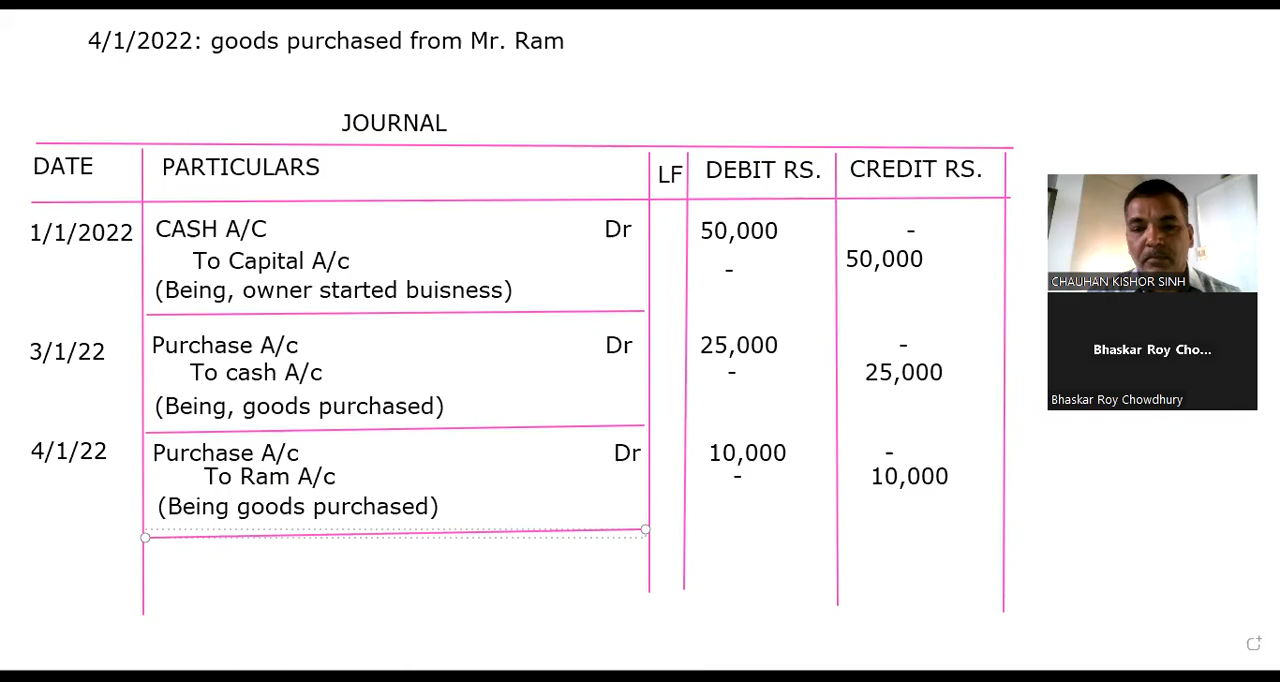 4/1/2022: goods purchased from Mr. Ram
JOURNAL
DATE PARTICULARS LF DEBIT RS. CREDIT RS.
1/1/2022 CASH A/C Dr 50,000 -
To Capital A/c - 50,000
(Being, owner started buisness)
3/1/22 Purchase A/c Dr 25,000 -
To cash A/c - 25,000
(Being, goods purchased)
4/1/22 Purchase A/c Dr 10,000 -
To Ram A/c - 10,000
(Being goods purchased)
CHAUHAN KISHOR SINH
Bhaskar Roy Cho...
Bhaskar Roy Chowdhury